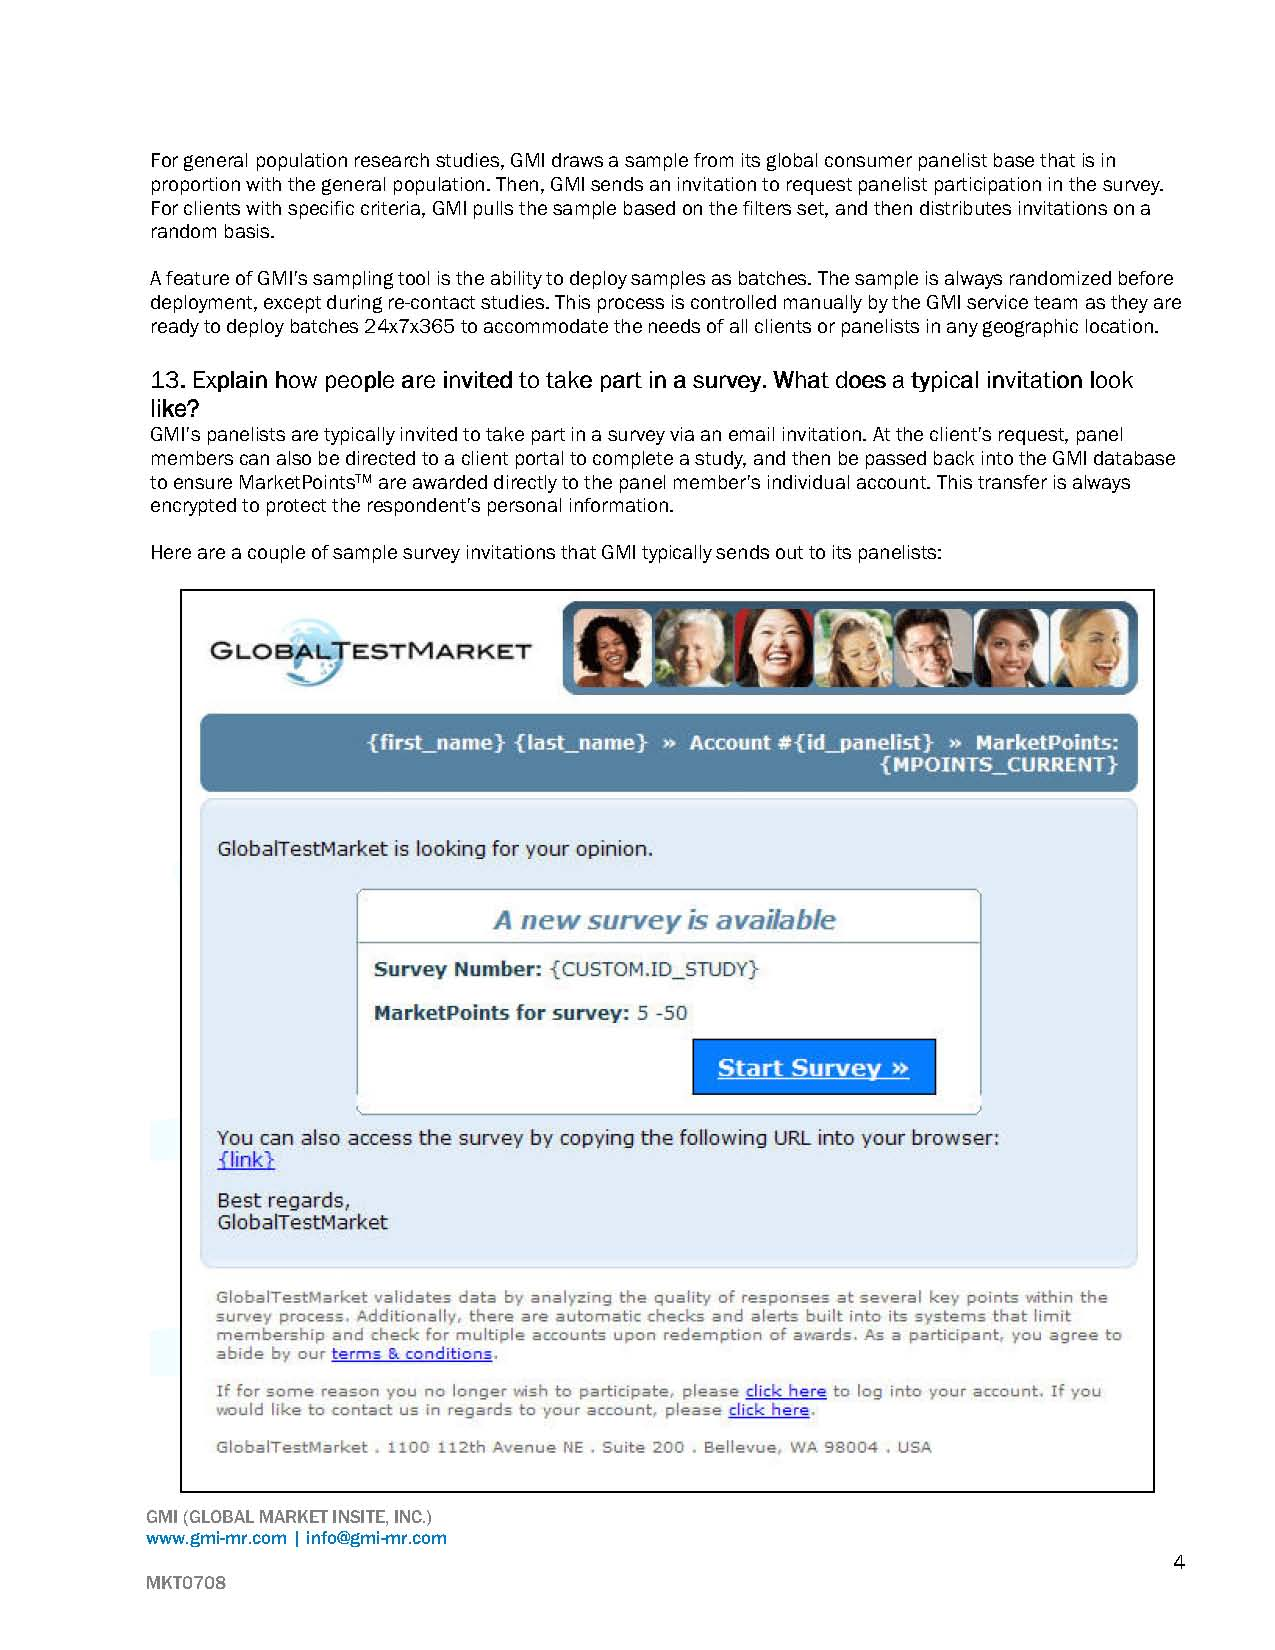 For general population research studies, GMI draws a sample from its global consumer panelist base that is in
proportion with the general population. Then, GMI sends an invitation to request panelist participation in the survey.
For clients with specific criteria, GMI pulls the sample based on the filters set, and then distributes invitations on a
random basis.
A feature of GMI's sampling tool is the ability to deploy samples as batches. The sample is always randomized before
deployment, except during re-contact studies. This process is controlled manually by the GMI service team as they are
ready to deploy batches 24x7x365 to accommodate the needs of all clients or panelists in any geographic location.
13. Explain how people are invited to take part in a survey. What does a typical invitation look
like?
GMI's panelists are typically invited to take part in a survey via an email invitation. At the client's request, panel
members can also be directed to a client portal to complete a study, and then be passed back into the GMI database
to ensure MarketPoints™ are awarded directly to the panel member's individual account. This transfer is always
encrypted to protect the respondent's personal information.
Here are a couple of sample survey invitations that GMI typically sends out to its panelists:
GLOBALTESTMARKET
{first_name} {last_name} » Account #{id_panelist} » MarketPoints:
{MPOINTS_CURRENT}
GlobalTestMarket is looking for your opinion.
A new survey is available
Survey Number: {CUSTOM.ID_STUDY}
MarketPoints for survey: 5 -50
Start Survey »
You can also access the survey by copying the following URL into your browser:
{link}
Best regards,
GlobalTestMarket
GlobalTestMarket validates data by analyzing the quality of responses at several key points within the
survey process. Additionally, there are automatic checks and alerts built into its systems that limit
membership and check for multiple accounts upon redemption of awards. As a participant, you agree to
abide by our terms & conditions.
If for some reason you no longer wish to participate, please click here to log into your account. If you
would like to contact us in regards to your account, please click here.
GlobalTestMarket . 1100 112th Avenue NE . Suite 200 . Bellevue, WA 98004 . USA
GMI (GLOBAL MARKET INSITE, INC.)
www.gmi-mr.com | info@gmi-mr.com
4
MKT0708